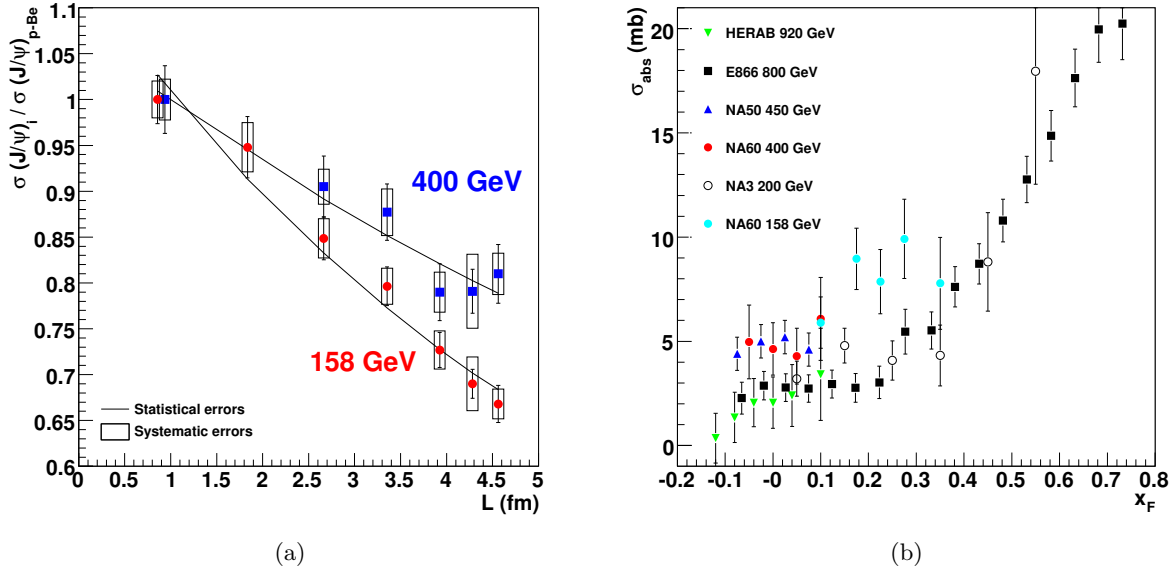 σ (J/ψ)_i / σ (J/ψ)_p-Be
1.1
1.05
1
0.95
0.9
0.85
0.8
0.75
0.7
0.65
0.6
400 GeV
158 GeV
Statistical errors
Systematic errors
0 0.5 1 1.5 2 2.5 3 3.5 4 4.5 5
L (fm)
(a)
σ_abs (mb)
20
15
10
5
0
HERAB 920 GeV
E866 800 GeV
NA50 450 GeV
NA60 400 GeV
NA3 200 GeV
NA60 158 GeV
-0.2 -0.1 -0 0.1 0.2 0.3 0.4 0.5 0.6 0.7 0.8
x_F
(b)